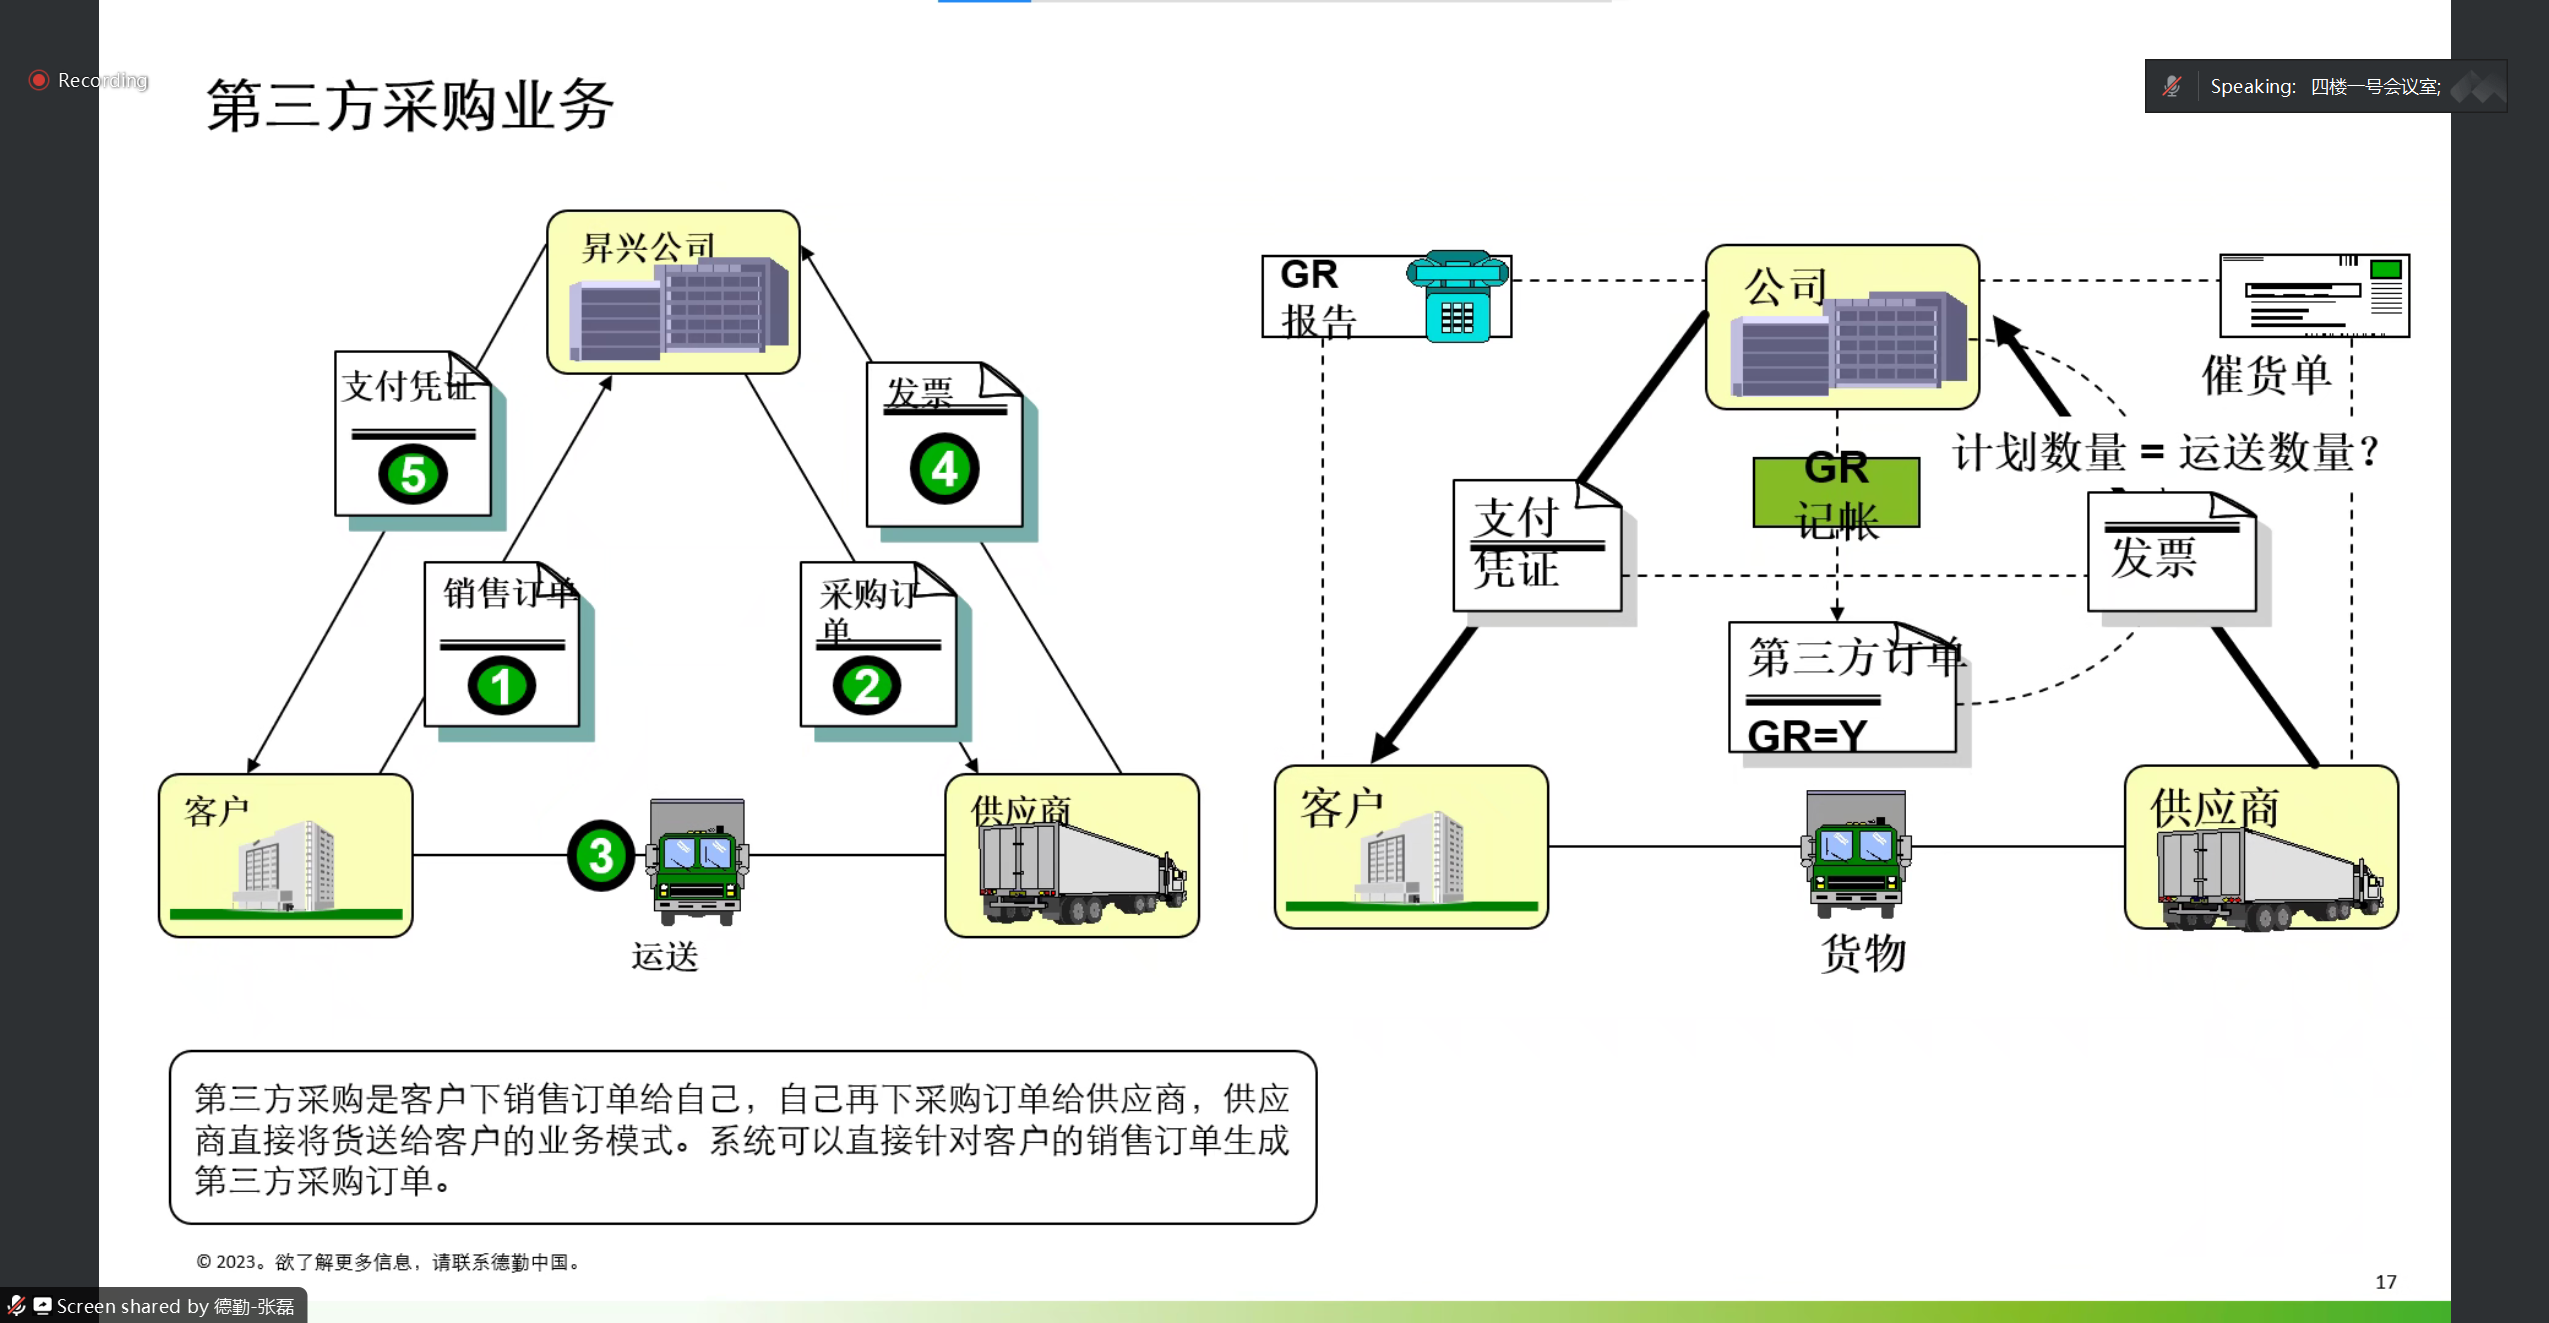 Recording
第三方采购业务
Speaking: 四楼一号会议室;
昇兴公司
支付凭证
5
发票
4
销售订单
1
采购订
单
2
客户
3
运送
供应商
GR
报告
公司
催货单
计划数量 = 运送数量?
GR
记帐
支付
凭证
发票
第三方订单
GR=Y
客户
货物
供应商
第三方采购是客户下销售订单给自己，自己再下采购订单给供应商，供应
商直接将货送给客户的业务模式。系统可以直接针对客户的销售订单生成
第三方采购订单。
© 2023。欲了解更多信息，请联系德勤中国。
17
Screen shared by 德勤-张磊